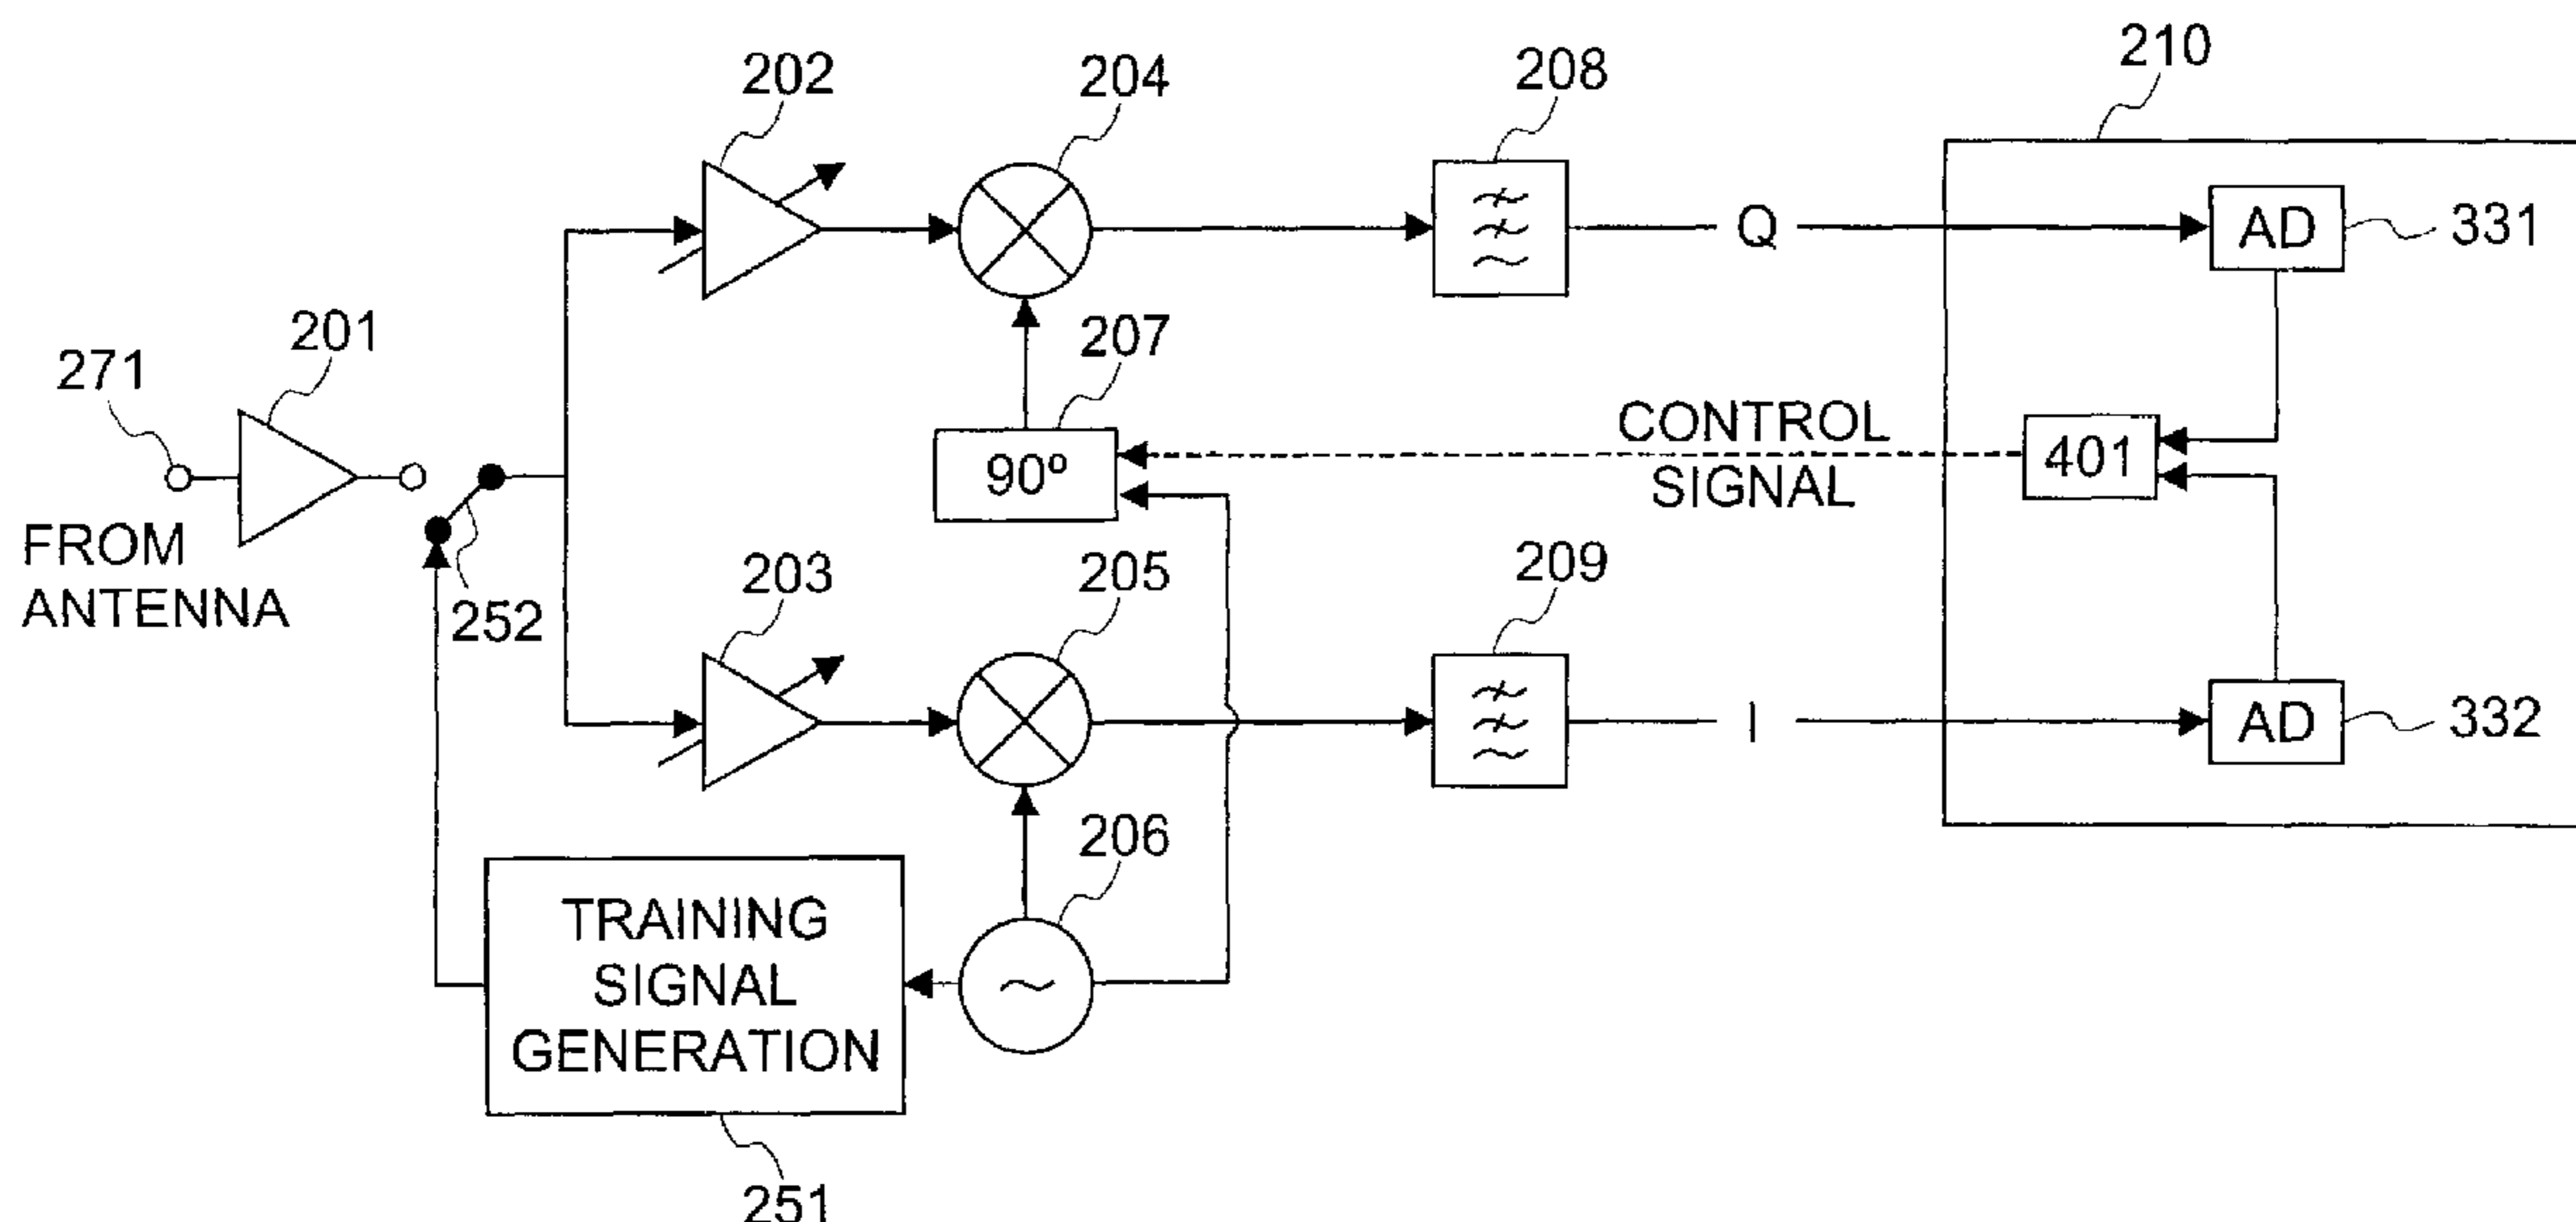 210
202
204
208
AD
331
Q
201
207
271
CONTROL
SIGNAL
401
90º
FROM
ANTENNA
252
203
205
209
I
AD
332
206
TRAINING
SIGNAL
GENERATION
251